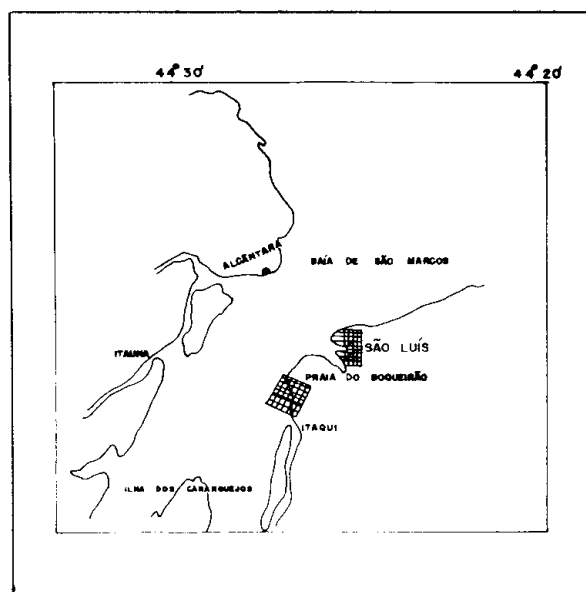 44° 30'
44° 20'
ALCÂNTARA
BAÍA DE SÃO MARCOS
SÃO LUÍS
ITAÚNA
PRAIA DO BOQUEIRÃO
ITAQUI
ILHA DOS CARANGUEJOS